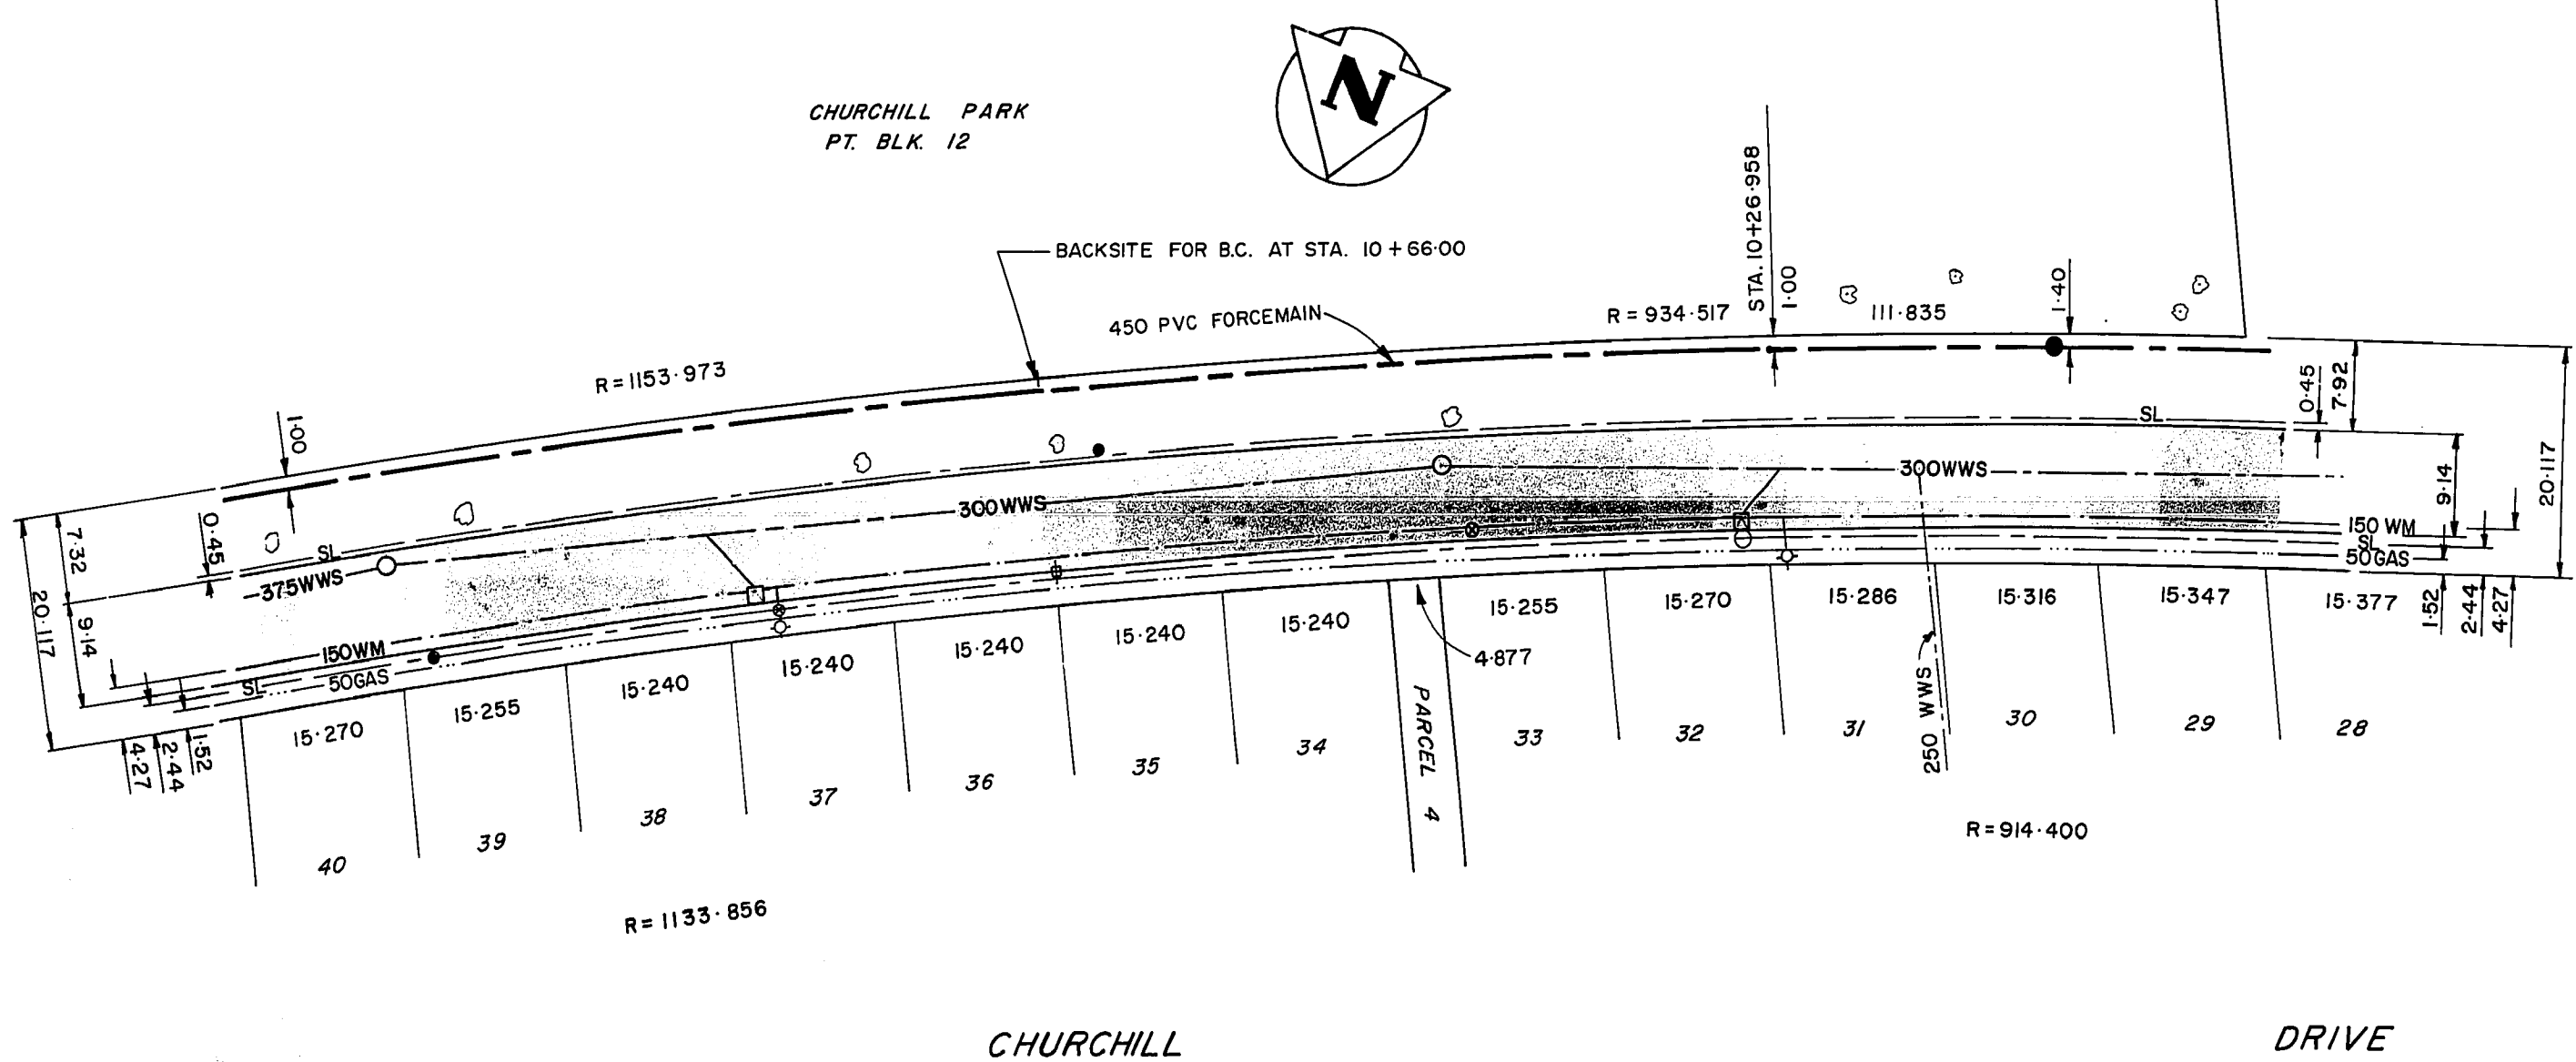 CHURCHILL PARK
PT. BLK. 12
N
BACKSITE FOR B.C. AT STA. 10+66·00
450 PVC FORCEMAIN
R=1153·973
R=934·517
STA. 10+26·958
1·00
111·835
1·40
1·00
0·45
7·92
9·14
20·117
SL
300WWS
300WWS
150 WM
SL
50GAS
0·45
7·32
9·14
20·117
SL
375WWS
150WM
SL
50GAS
4·27
2·44
1·52
1·52
2·44
4·27
15·270
15·255
15·240
15·240
15·240
15·240
15·240
4·877
15·255
15·270
15·286
15·316
15·347
15·377
40
39
38
37
36
35
34
PARCEL 4
33
32
31
250 WWS
30
29
28
R=1133·856
R=914·400
CHURCHILL DRIVE